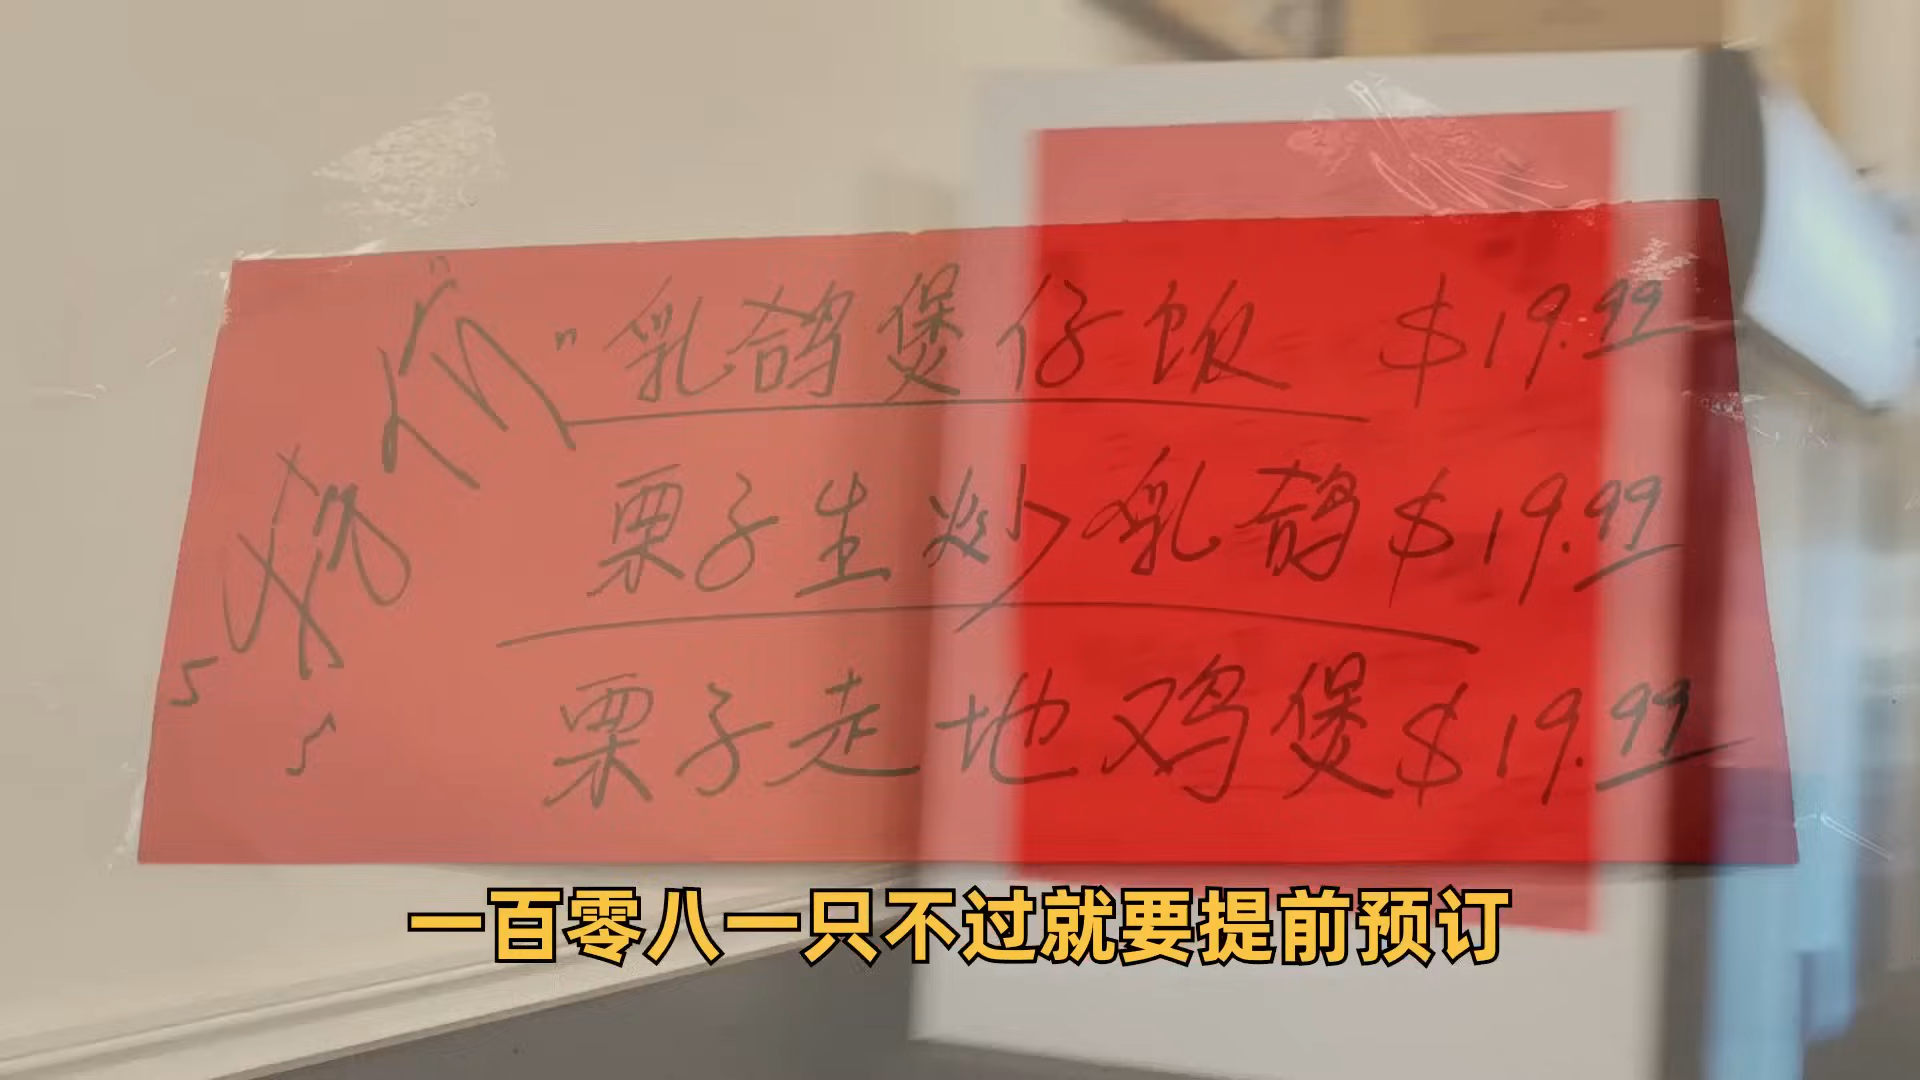 乳鸽煲仔饭 $19.99
栗子生炒乳鸽 $19.99
栗子走地鸡煲 $19.99
一百零八一只不过就要提前预订